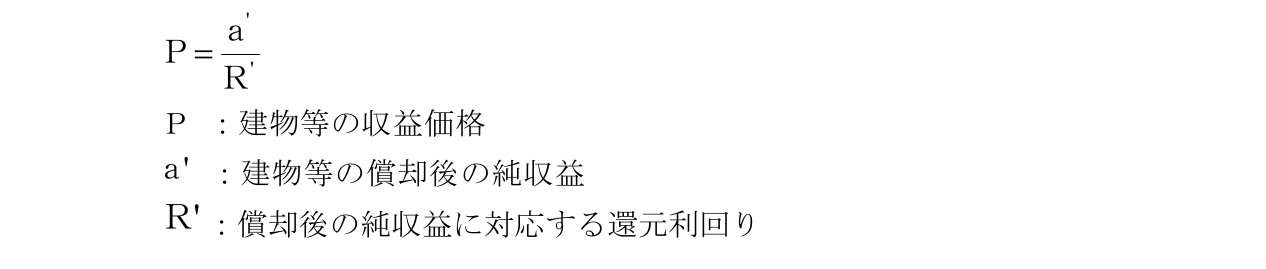 P = a' / R'
P : 建物等の収益価格
a' : 建物等の償却後の純収益
R' : 償却後の純収益に対応する還元利回り